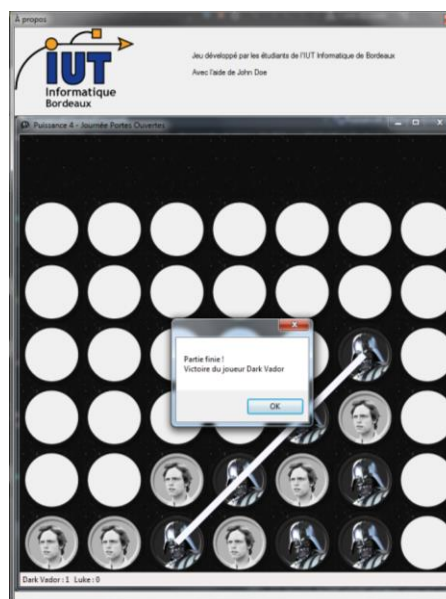 À propos
IUT
Informatique
Bordeaux
Jeu développé par les étudiants de l'IUT Informatique de Bordeaux
Avec l'aide de John Doe
Puissance 4 - Journée Portes Ouvertes
Partie finie !
Victoire du joueur Dark Vador
OK
Dark Vador : 1 Luke : 0